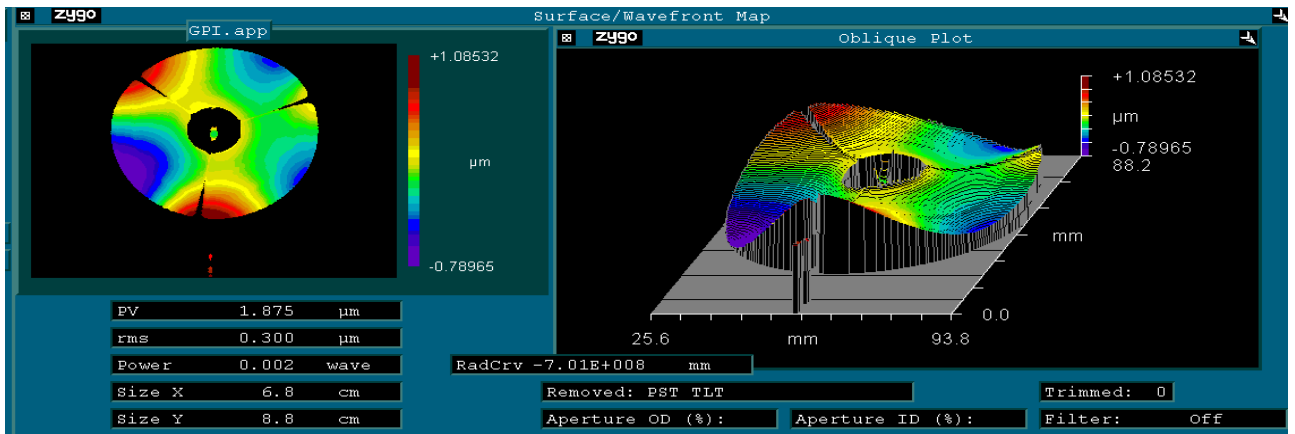 zygo Surface/Wavefront Map
GPI.app
+1.08532
µm
-0.78965
zygo Oblique Plot
+1.08532
µm
-0.78965
88.2
mm
0.0
25.6 mm 93.8
PV 1.875 µm
rms 0.300 µm
Power 0.002 wave
RadCrv -7.01E+008 mm
Size X 6.8 cm
Removed: PST TLT
Trimmed: 0
Size Y 8.8 cm
Aperture OD (%):
Aperture ID (%):
Filter: Off